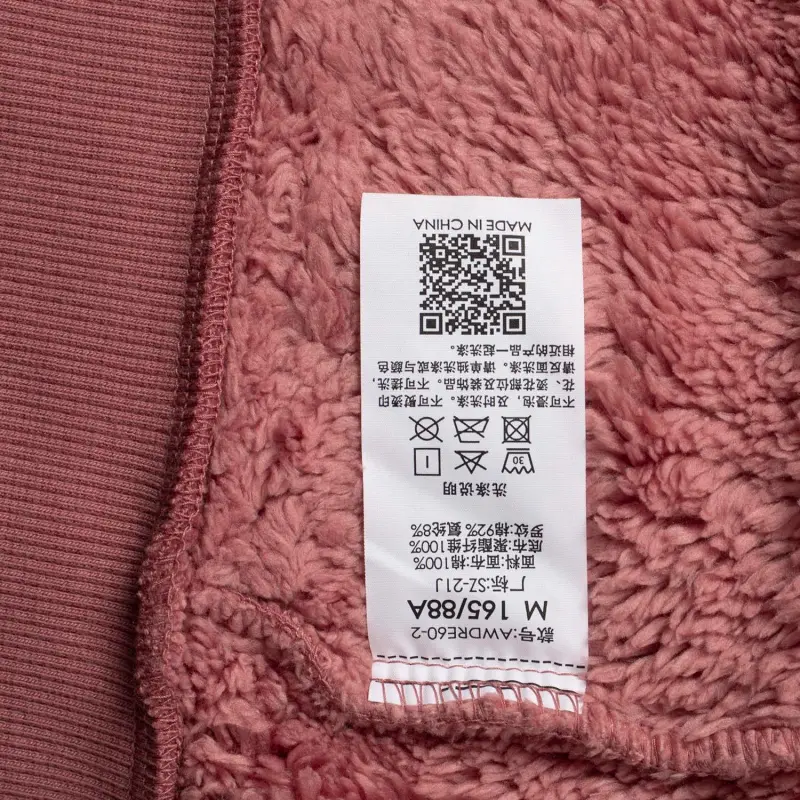 款号:AWDRE60-2
M 165/88A
厂标:SZ-21J
面料:面布:棉100%
底布:聚酯纤维100%
罗纹:棉92% 氨纶8%
洗涤说明
30
不可浸泡，及时洗涤。不可熨烫印
花、烫花部位及装饰品。不可揉洗，
请反面洗涤。请单独洗涤或与颜色
相近的产品一起洗涤。
MADE IN CHINA